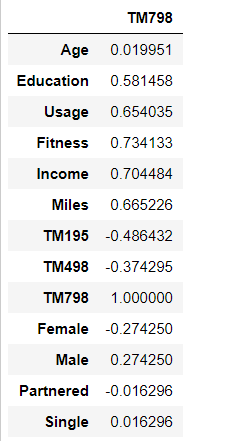 TM798
Age 0.019951
Education 0.581458
Usage 0.654035
Fitness 0.734133
Income 0.704484
Miles 0.665226
TM195 -0.486432
TM498 -0.374295
TM798 1.000000
Female -0.274250
Male 0.274250
Partnered -0.016296
Single 0.016296